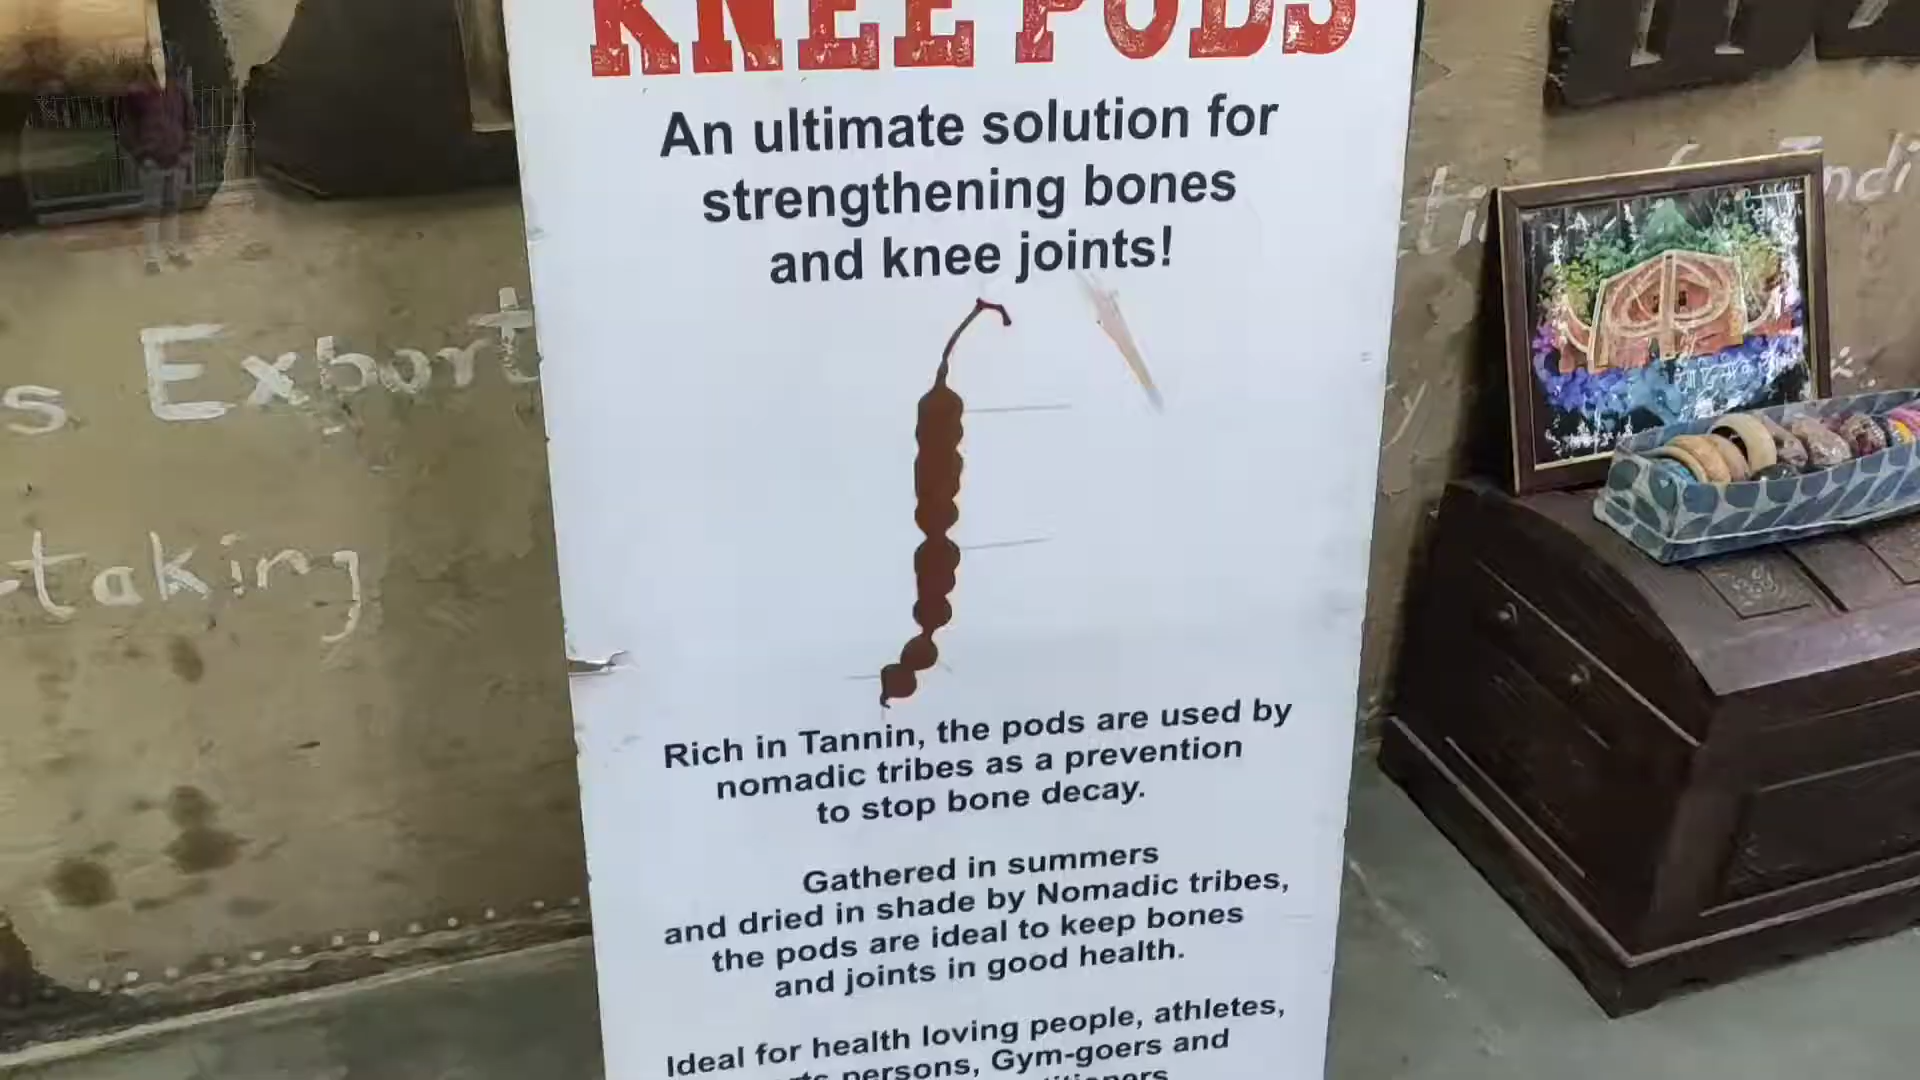 KNEE PODS
An ultimate solution for
strengthening bones
and knee joints!
Rich in Tannin, the pods are used by
nomadic tribes as a prevention
to stop bone decay.
Gathered in summers
and dried in shade by Nomadic tribes,
the pods are ideal to keep bones
and joints in good health.
Ideal for health loving people, athletes,
persons, Gym-goers and
s Export
taking